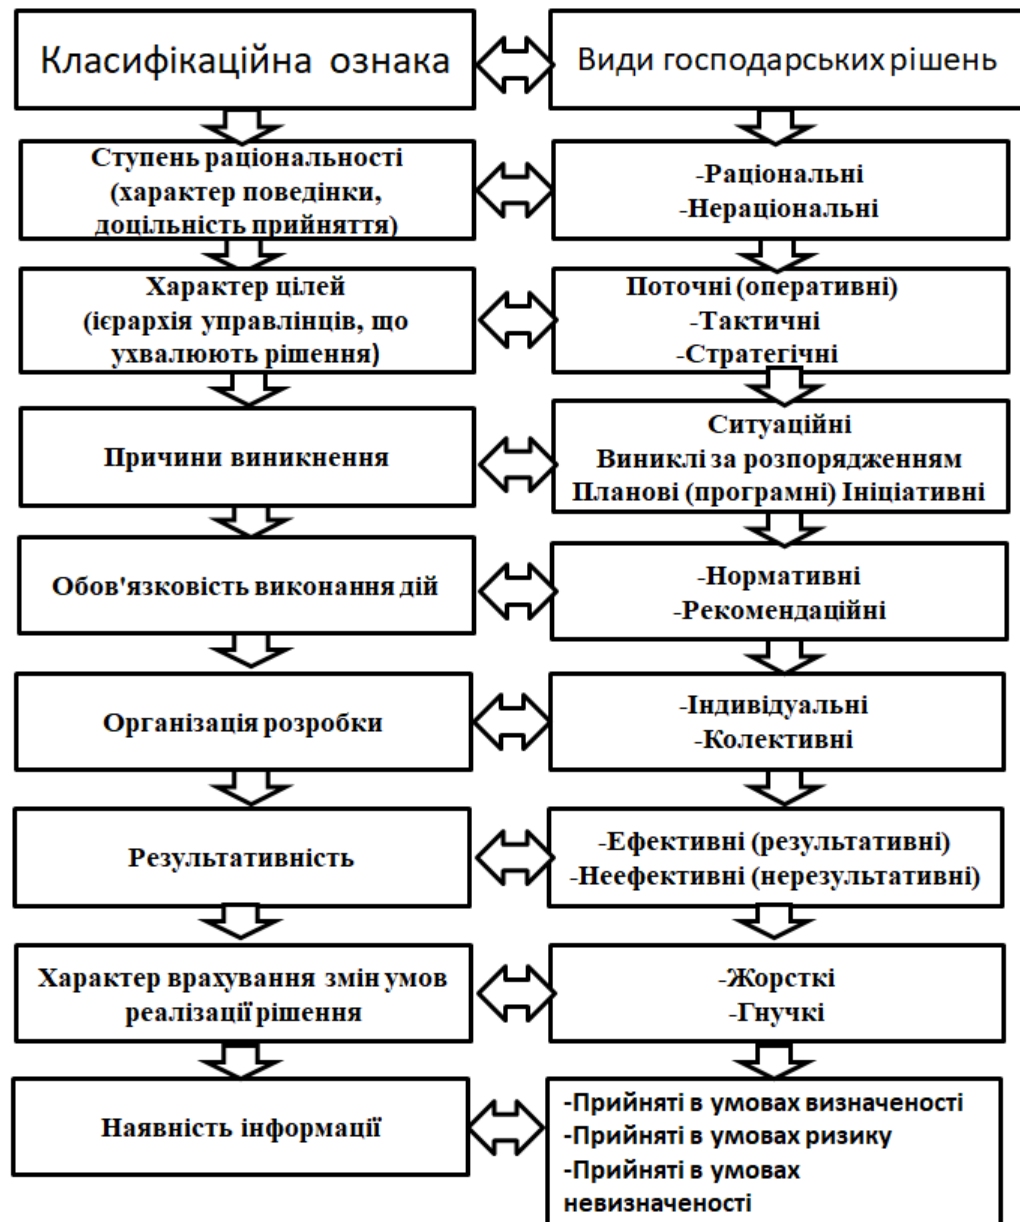 Класифікаційна ознака
Види господарських рішень
Ступень раціональності
(характер поведінки,
доцільність прийняття)
-Раціональні
-Нераціональні
Характер цілей
(ієрархія управлінців, що
ухвалюють рішення)
Поточні (оперативні)
-Тактичні
-Стратегічні
Причини виникнення
Ситуаційні
Виниклі за розпорядженням
Планові (програмні) Ініціативні
Обов'язковість виконання дій
-Нормативні
-Рекомендаційні
Організація розробки
-Індивідуальні
-Колективні
Результативність
-Ефективні (результативні)
-Неефективні (нерезультативні)
Характер врахування змін умов
реалізації рішення
-Жорсткі
-Гнучкі
Наявність інформації
-Прийняті в умовах визначеності
-Прийняті в умовах ризику
-Прийняті в умовах
невизначеності